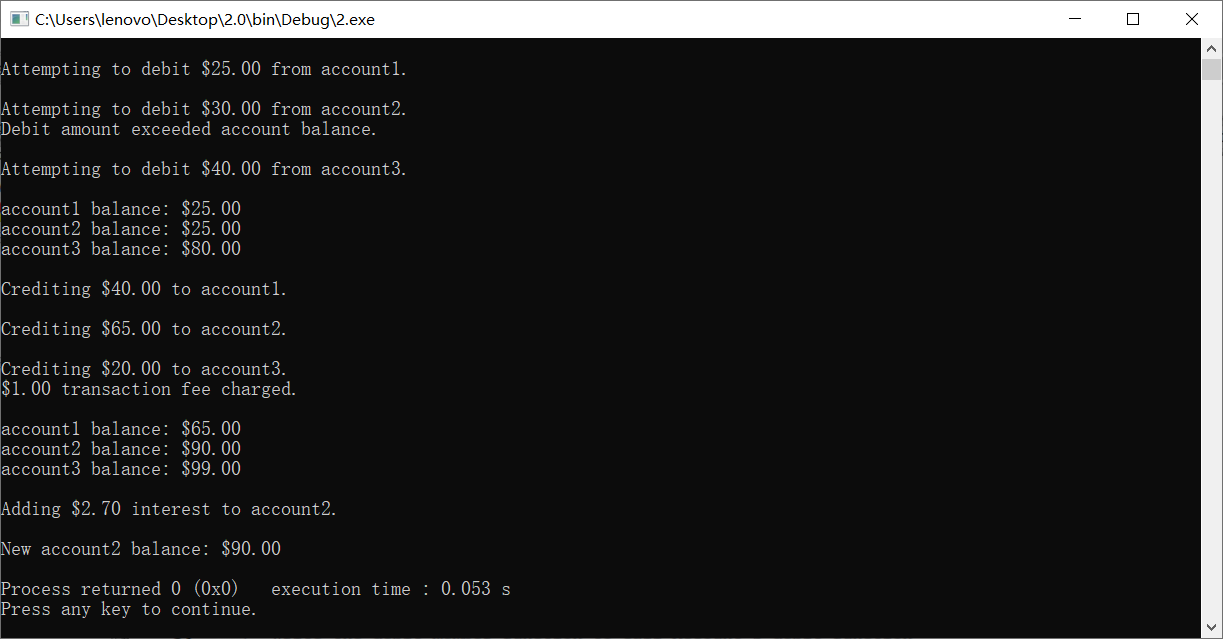 C:\Users\lenovo\Desktop\2.0\bin\Debug\2.exe
Attempting to debit $25.00 from account1.
Attempting to debit $30.00 from account2.
Debit amount exceeded account balance.
Attempting to debit $40.00 from account3.
account1 balance: $25.00
account2 balance: $25.00
account3 balance: $80.00
Crediting $40.00 to account1.
Crediting $65.00 to account2.
Crediting $20.00 to account3.
$1.00 transaction fee charged.
account1 balance: $65.00
account2 balance: $90.00
account3 balance: $99.00
Adding $2.70 interest to account2.
New account2 balance: $90.00
Process returned 0 (0x0)   execution time : 0.053 s
Press any key to continue.